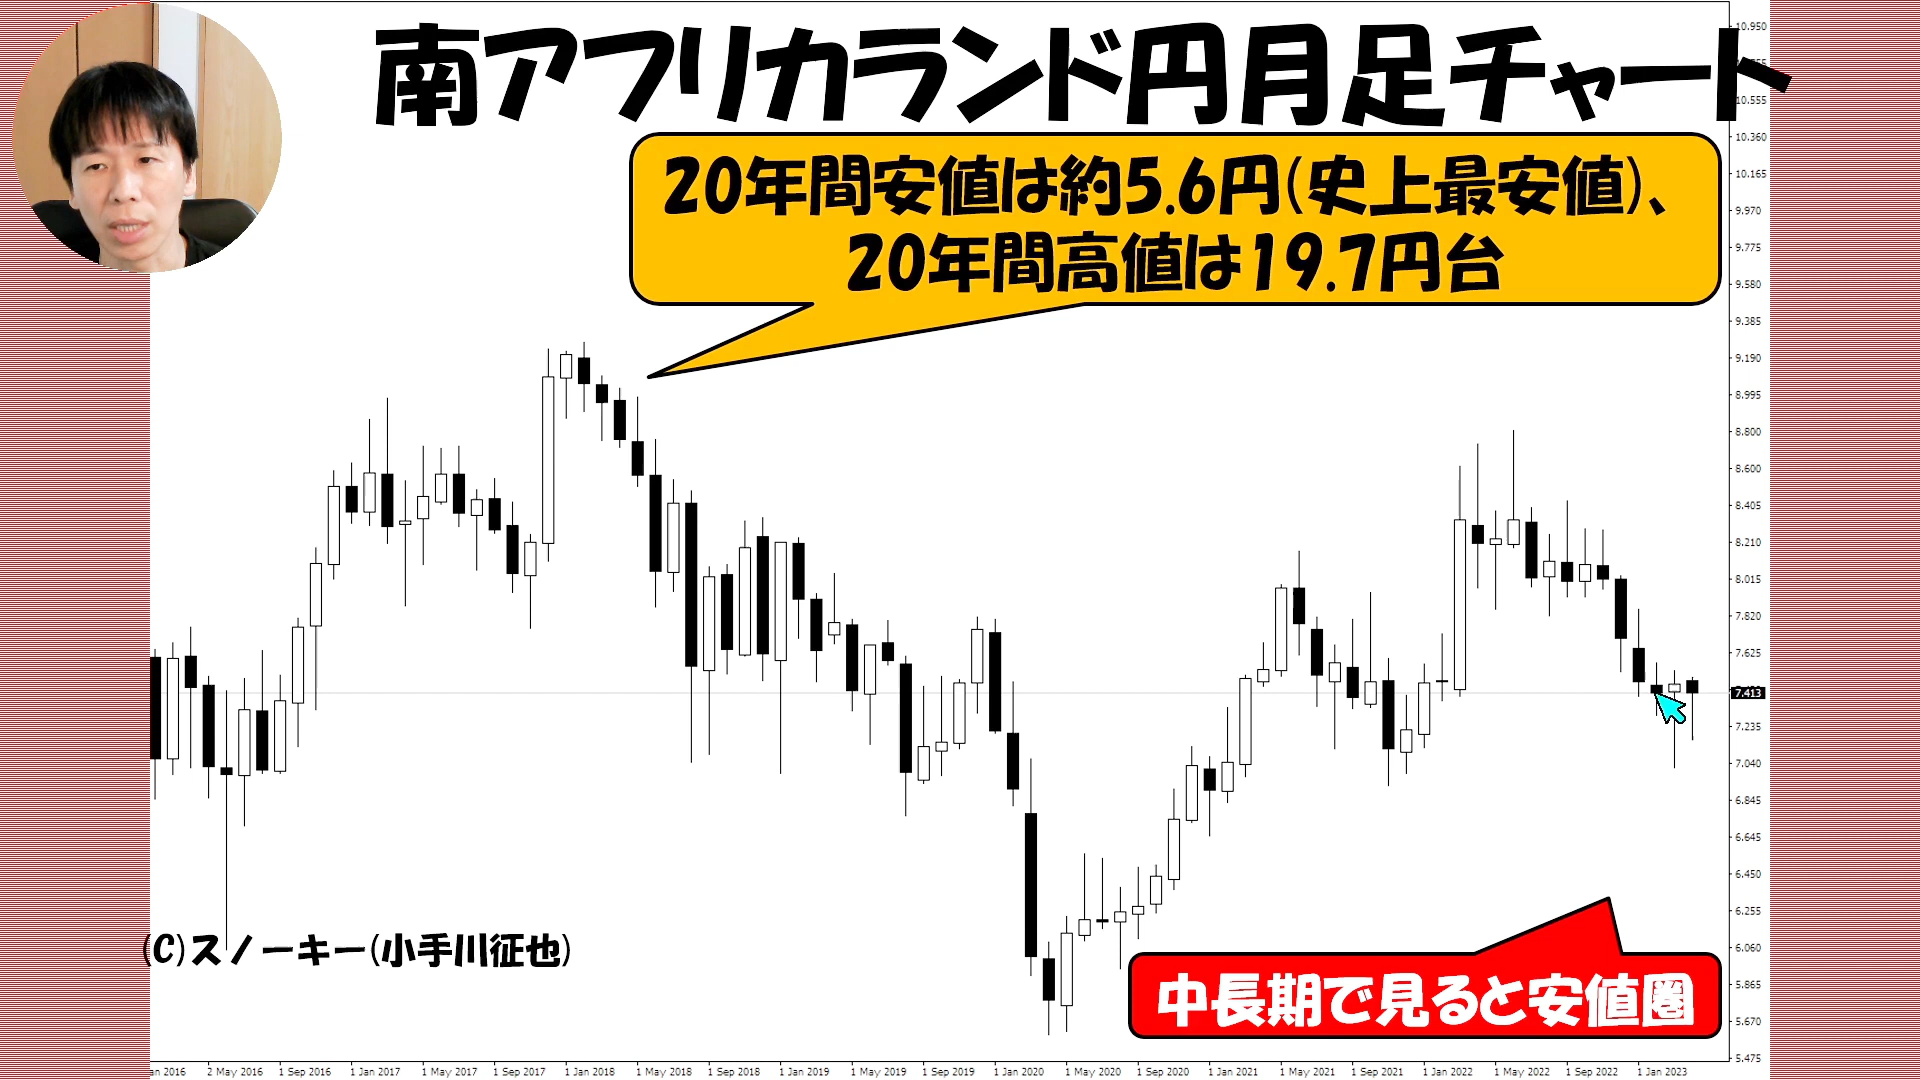 南アフリカランド円月足チャート
20年間安値は約5.6円(史上最安値)、
20年間高値は19.7円台
10.950
10.555
10.360
10.165
9.970
9.775
9.580
9.385
9.190
8.995
8.800
8.600
8.405
8.210
8.015
7.820
7.625
7.413
7.235
7.040
6.845
6.645
6.450
6.255
6.060
5.865
5.670
5.475
(C)スノーキー(小手川征也)
中長期で見ると安値圏
an 2016
2 May 2016
1 Sep 2016
1 Jan 2017
1 May 2017
1 Sep 2017
1 Jan 2018
1 May 2018
1 Sep 2018
1 Jan 2019
1 May 2019
1 Sep 2019
1 Jan 2020
1 May 2020
1 Sep 2020
1 Jan 2021
1 May 2021
1 Sep 2021
1 Jan 2022
1 May 2022
1 Sep 2022
1 Jan 2023